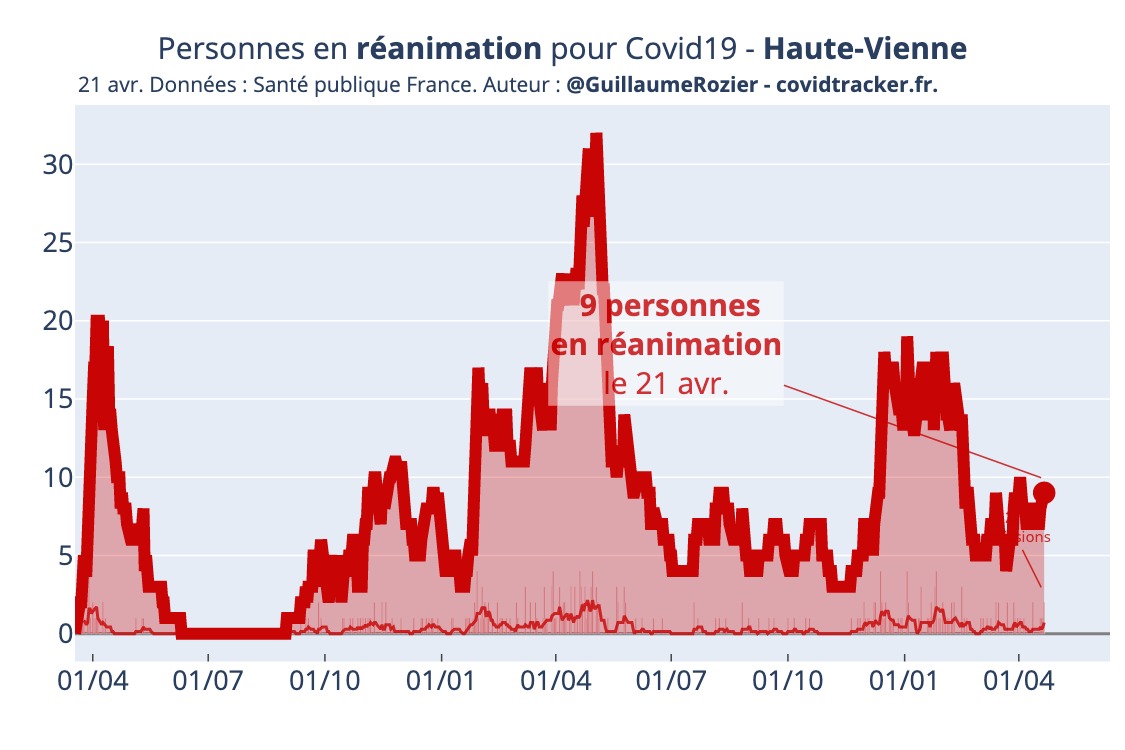 Personnes en réanimation pour Covid19 - Haute-Vienne
21 avr. Données : Santé publique France. Auteur : @GuillaumeRozier - covidtracker.fr.
30
25
20
15
10
5
0
9 personnes
en réanimation
le 21 avr.
01/04 01/07 01/10 01/01 01/04 01/07 01/10 01/01 01/04